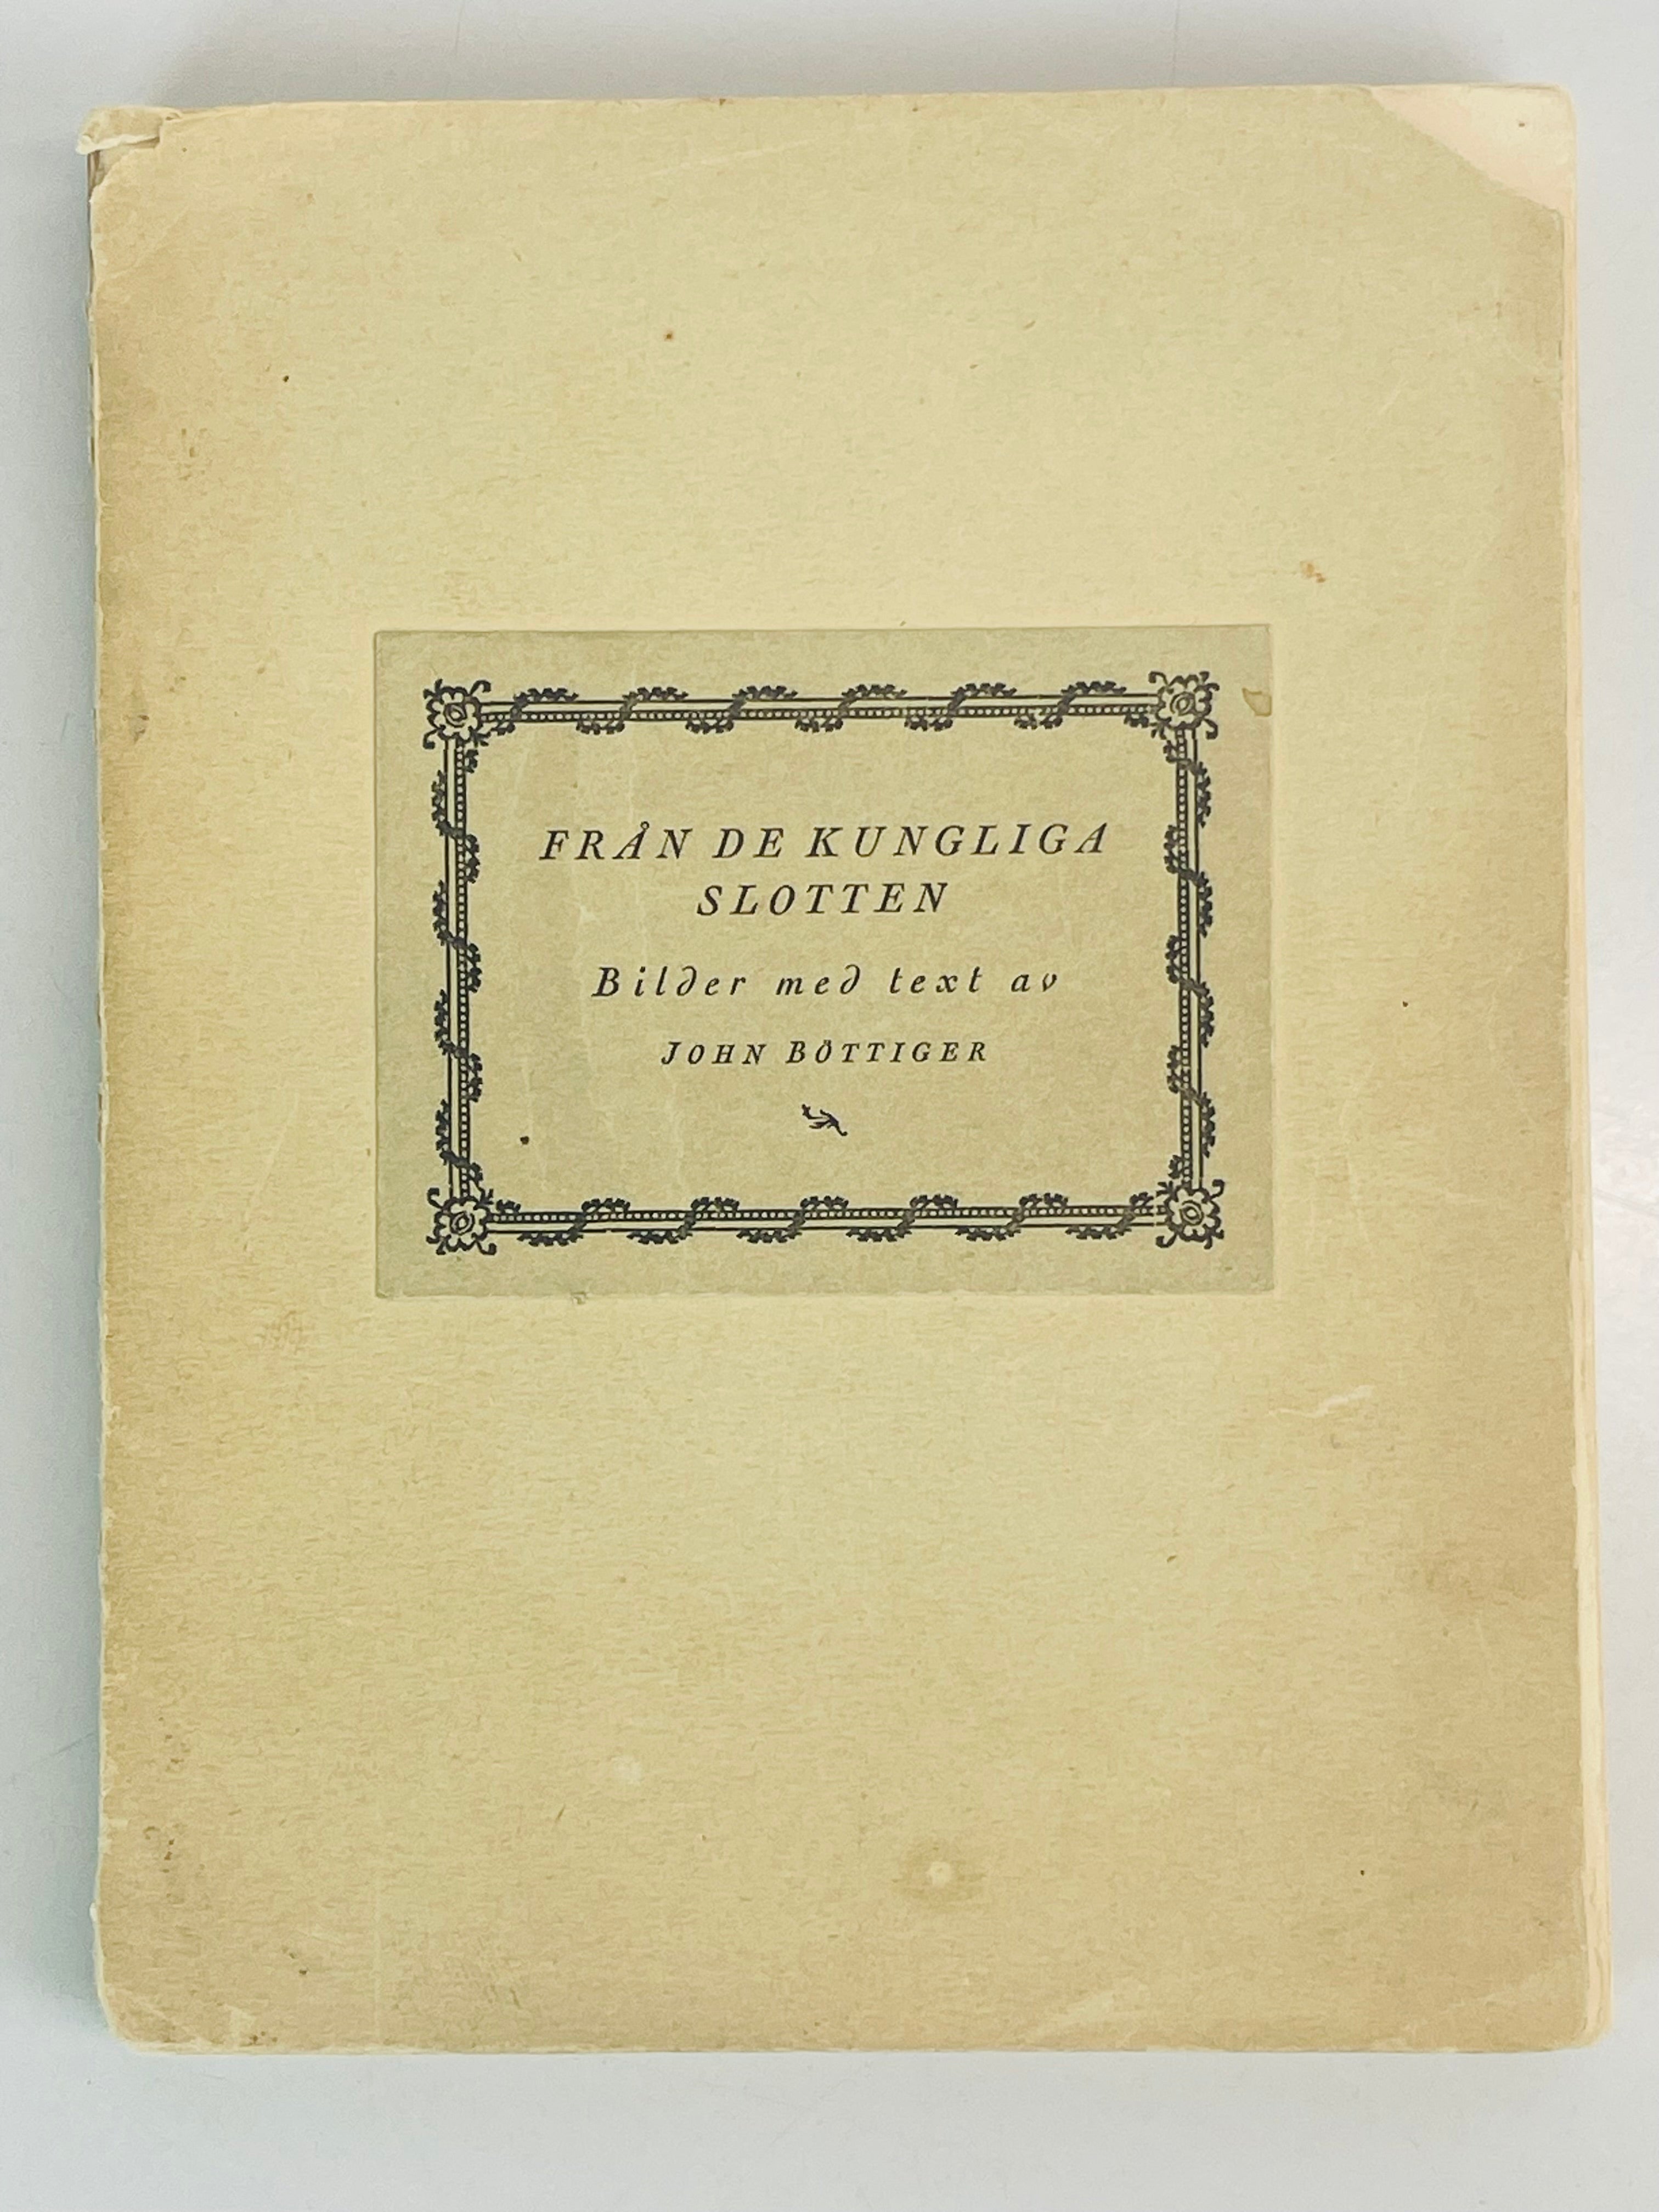 FRÅN DE KUNGLIGA
SLOTTEN
Bilder med text av
JOHN BÖTTIGER